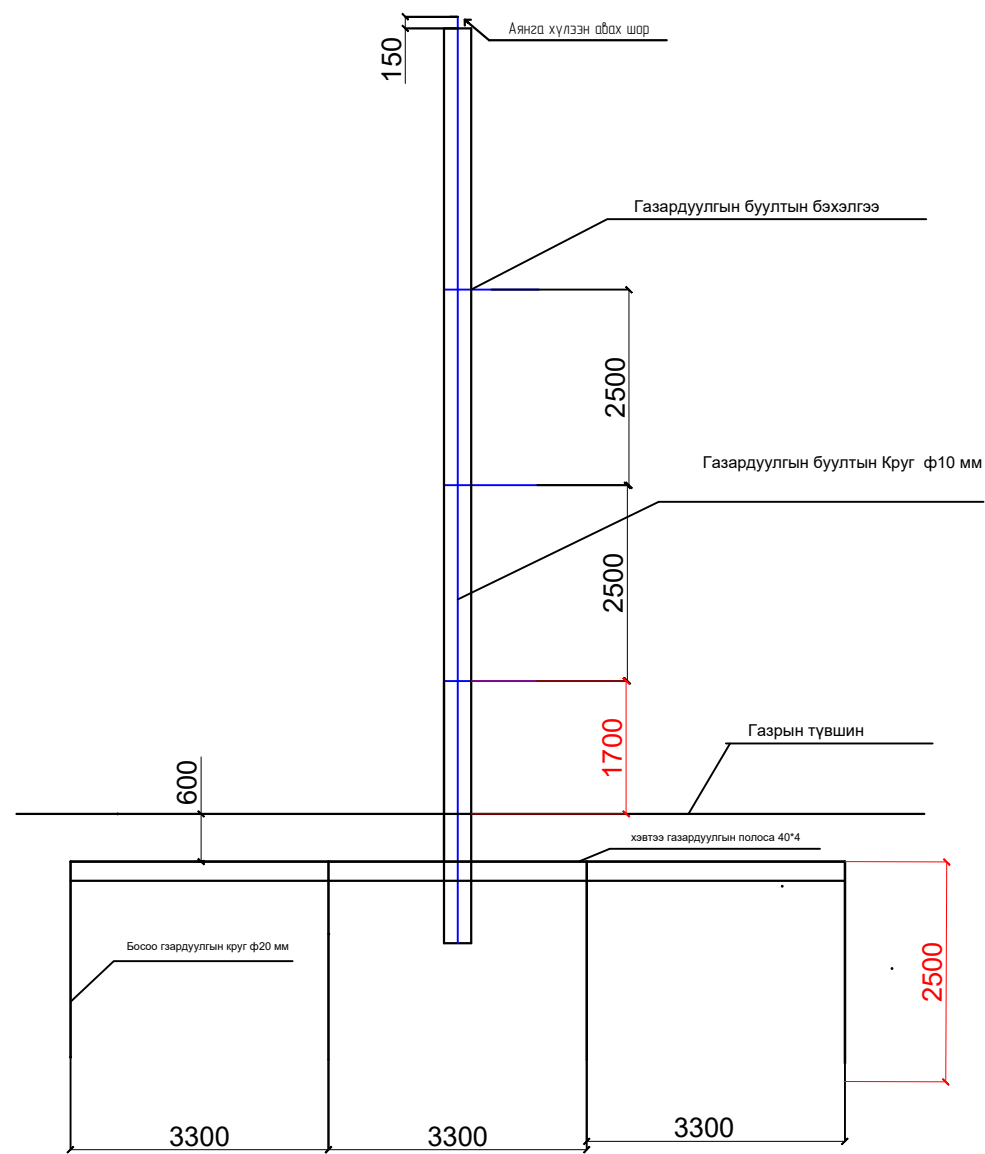 Аянга хүлээн авах шор
150
Газардуулгын буултын бэхэлгээ
2500
Газардуулгын буултын Круг ф10 мм
2500
1700
Газрын түвшин
600
хэвтээ газардуулгын полоса 40*4
Босоо гзардуулгын круг ф20 мм
2500
3300
3300
3300